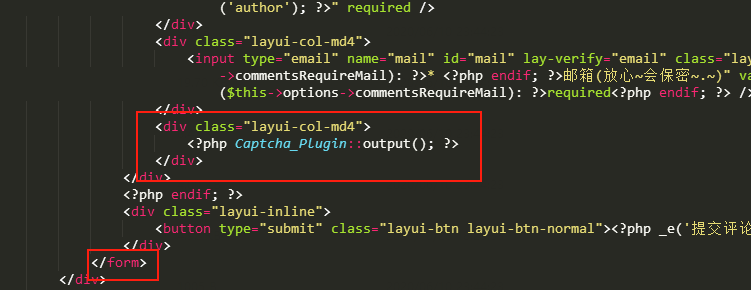 ('author'); ?>" required />
</div>
<div class="layui-col-md4">
<input type="email" name="mail" id="mail" lay-verify="email" class="lay
->commentsRequireMail): ?>* <?php endif; ?>邮箱(放心~会保密~.~)" va
($this->options->commentsRequireMail): ?>required<?php endif; ?> />
</div>
<div class="layui-col-md4">
<?php Captcha_Plugin::output(); ?>
</div>
</div>
<?php endif; ?>
<div class="layui-inline">
<button type="submit" class="layui-btn layui-btn-normal"><?php _e('提交评论
</div>
</form>
</div>